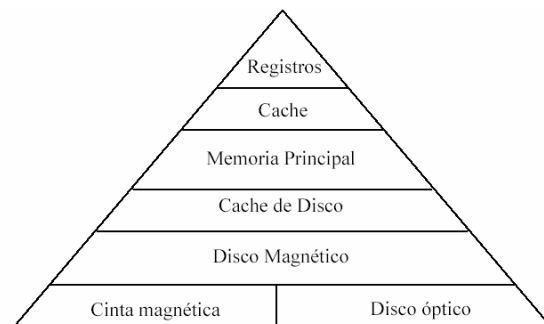 Registros
Cache
Memoria Principal
Cache de Disco
Disco Magnético
Cinta magnética
Disco óptico